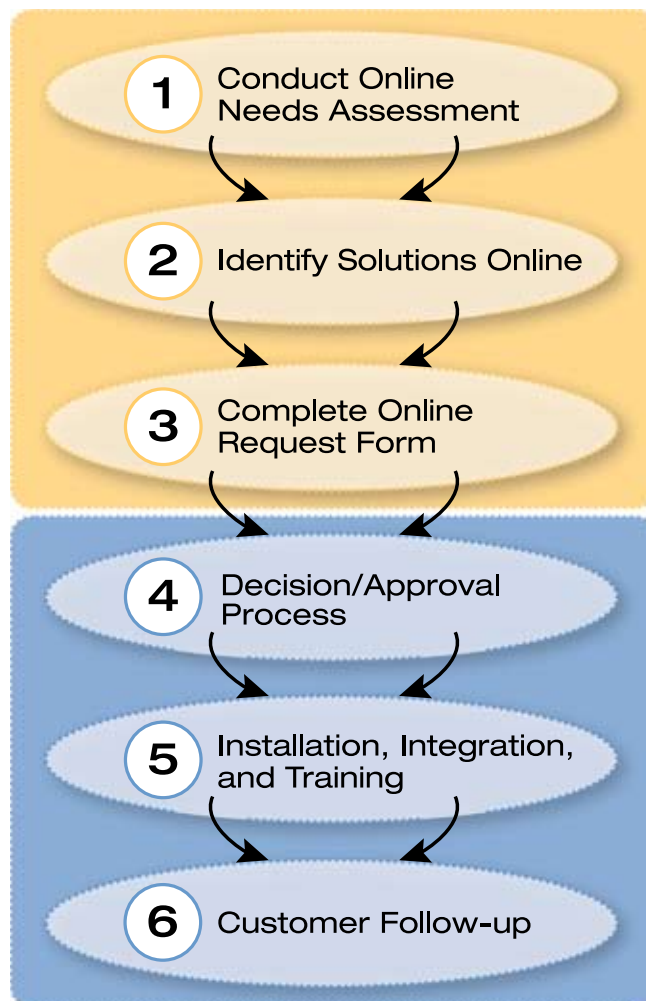 1
Conduct Online
Needs Assessment
2
Identify Solutions Online
3
Complete Online
Request Form
4
Decision/Approval
Process
5
Installation, Integration,
and Training
6
Customer Follow-up